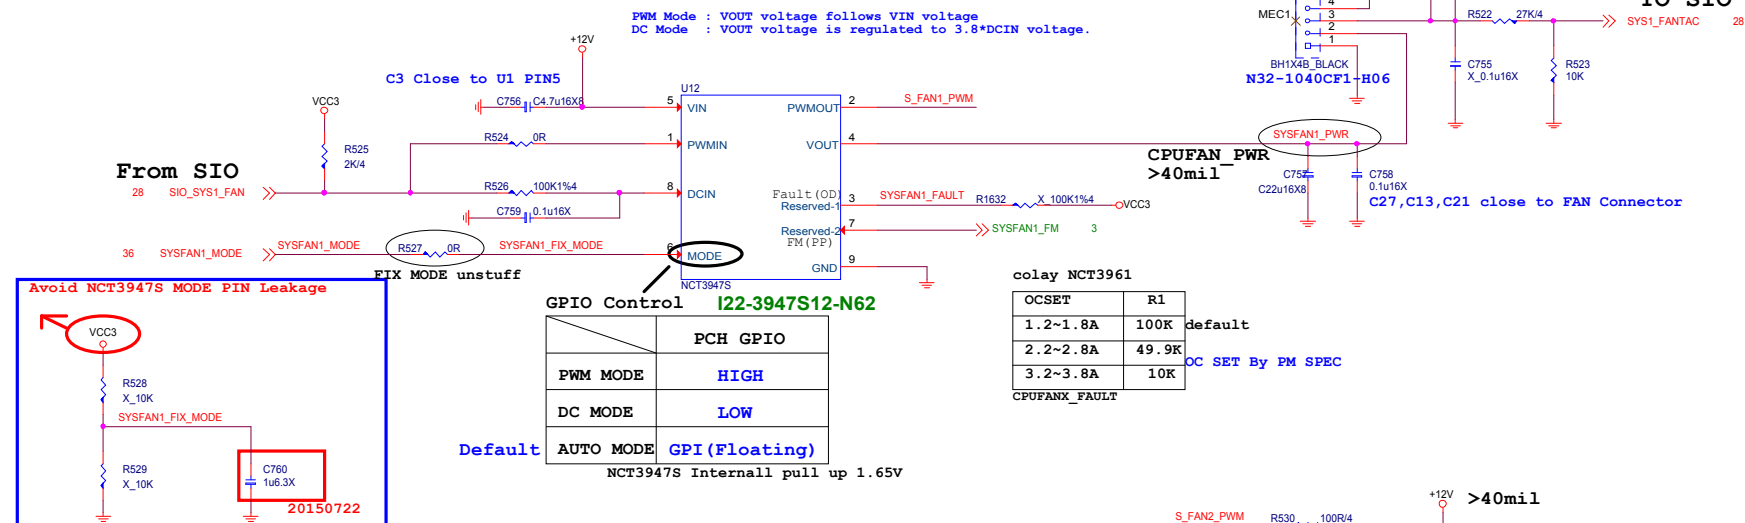 PWM Mode : VOUT voltage follows VIN voltage
DC Mode : VOUT voltage is regulated to 3.8*DCIN voltage.
+12V
C3 Close to U1 PIN5
C756
C4.7u16X8
VCC3
R525
2K/4
R524
0R
From SIO
28
SIO_SYS1_FAN
R526
100K1%4
C759
0.1u16X
36
SYSFAN1_MODE
SYSFAN1_MODE
R527
0R
SYSFAN1_FIX_MODE
FIX MODE unstuff
U12
5
VIN
1
PWMIN
8
DCIN
6
MODE
PWMOUT
2
VOUT
4
Fault(OD)
Reserved-1
3
Reserved-2
7
FM(PP)
GND
9
NCT3947S
I22-3947S12-N62
S_FAN1_PWM
SYSFAN1_FAULT
R1632
X_100K1%4
VCC3
SYSFAN1_FM
3
MEC1
4
3
2
1
BH1X4B_BLACK
N32-1040CF1-H06
R522
27K/4
SYS1_FANTAC
28
C755
X_0.1u16X
R523
10K
SYSFAN1_PWR
CPUFAN_PWR
>40mil
C757
C22u16X8
C758
0.1u16X
C27,C13,C21 close to FAN Connector
Avoid NCT3947S MODE PIN Leakage
VCC3
R528
X_10K
SYSFAN1_FIX_MODE
R529
X_10K
C760
1u6.3X
20150722
GPIO Control
PCH GPIO
PWM MODE HIGH
DC MODE LOW
Default AUTO MODE GPI(Floating)
NCT3947S Internall pull up 1.65V
colay NCT3961
OCSET R1
1.2~1.8A 100K default
2.2~2.8A 49.9K
OC SET By PM SPEC
3.2~3.8A 10K
CPUFANX_FAULT
+12V
>40mil
S_FAN2_PWM
R530
100R/4